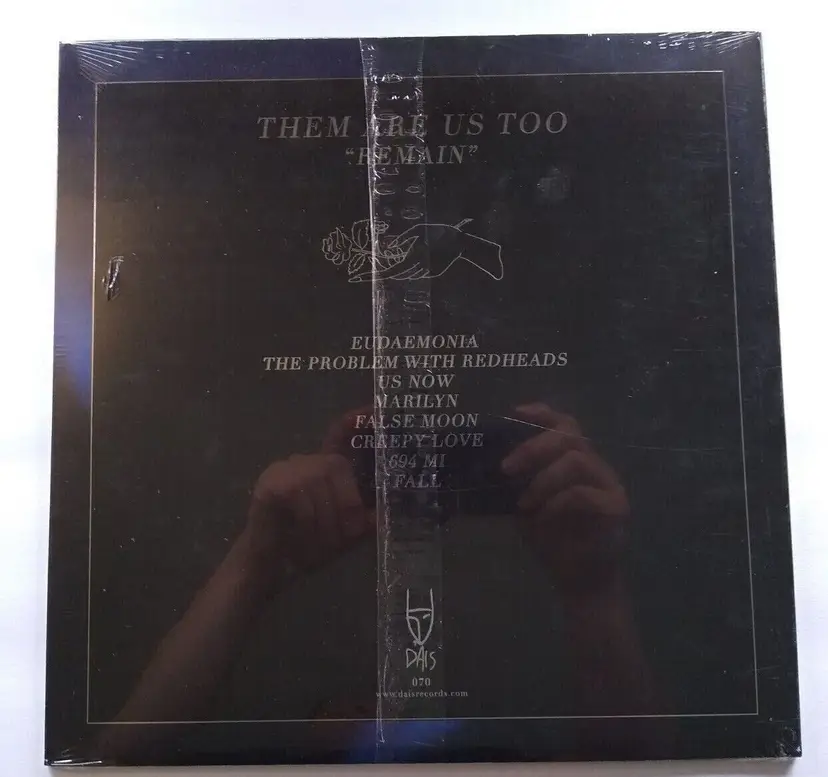 THEM ARE US TOO
“REMAIN”
EUDAEMONIA
THE PROBLEM WITH REDHEADS
US NOW
MARILYN
FALSE MOON
CREEPY LOVE
694 MI
FALL
DAIS
070
www.daisrecords.com